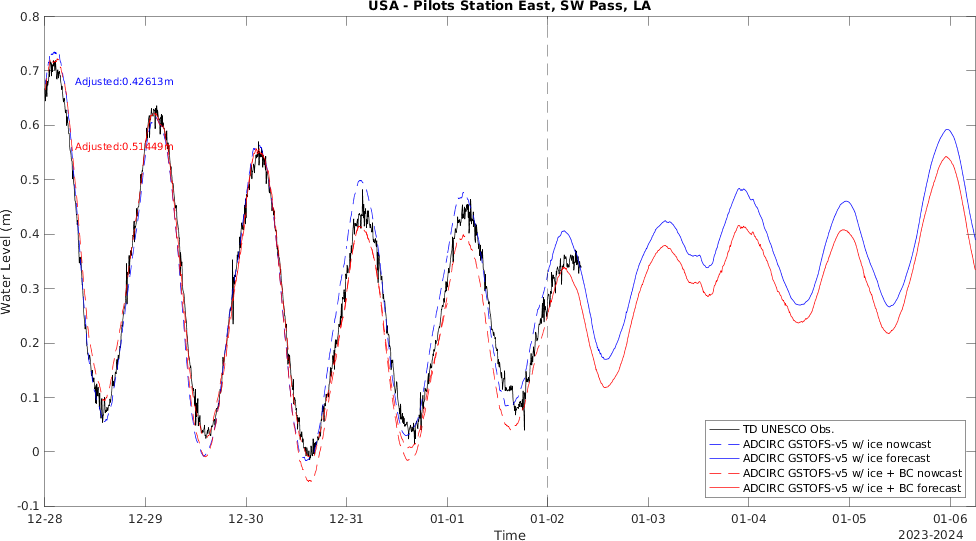 USA - Pilots Station East, SW Pass, LA
Water Level (m)
0.8
0.7
0.6
0.5
0.4
0.3
0.2
0.1
0
-0.1
Adjusted:0.42613m
Adjusted:0.51449m
TD UNESCO Obs.
ADCIRC GSTOFS-v5 w/ ice nowcast
ADCIRC GSTOFS-v5 w/ ice forecast
ADCIRC GSTOFS-v5 w/ ice + BC nowcast
ADCIRC GSTOFS-v5 w/ ice + BC forecast
12-28 12-29 12-30 12-31 01-01 01-02 01-03 01-04 01-05 01-06
Time
2023-2024